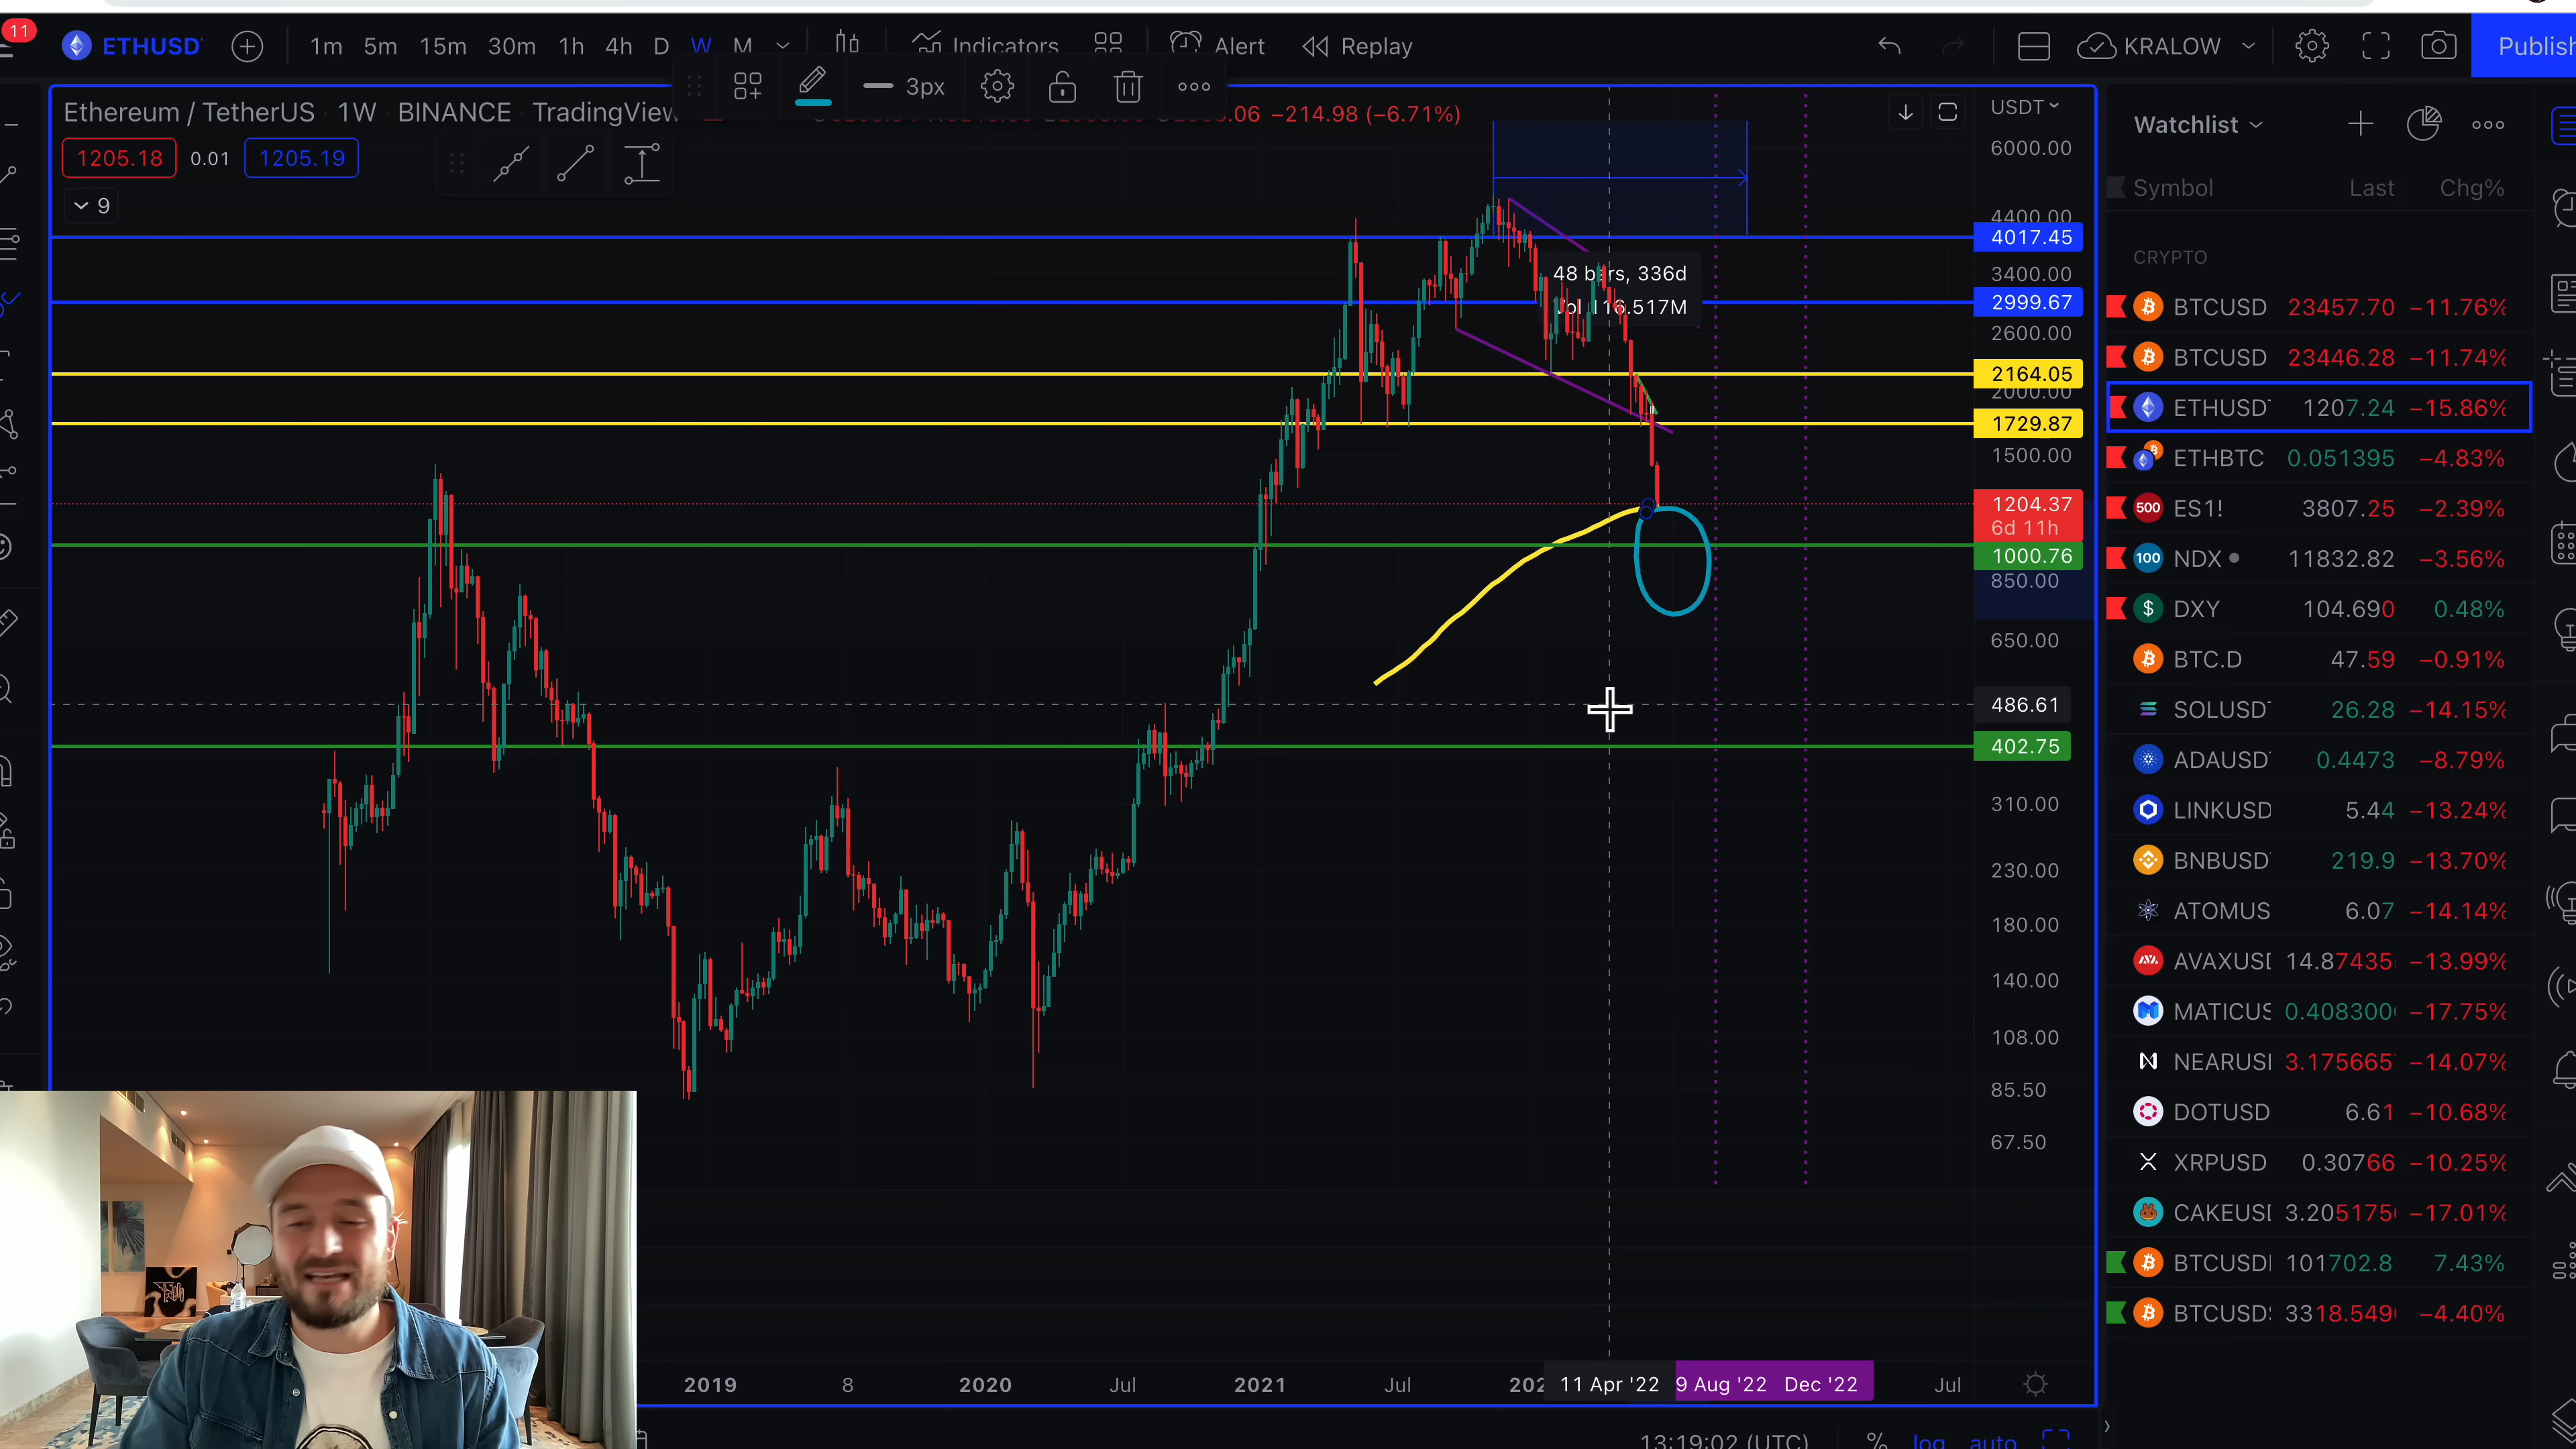 11
ETHUSDT 1m 5m 15m 30m 1h 4h D W M Indicators Alert Replay KRALOW Publish
3px
Ethereum / TetherUS · 1W · BINANCE · TradingView −214.98 (−6.71%) USDT
1205.18 0.01 1205.19
9
48 bars, 336d
6000.00
4400.00
4017.45
3400.00
2999.67
2600.00
2164.05
2000.00
1729.87
1500.00
1204.37
6d 11h
1000.76
850.00
650.00
486.61
402.75
310.00
230.00
180.00
140.00
108.00
85.50
67.50
2019 8 2020 Jul 2021 Jul 11 Apr '22 9 Aug '22 Dec '22 Jul
13:19:02 (UTC) % log auto
Watchlist
Symbol Last Chg%
CRYPTO
BTCUSD 23457.70 −11.76%
BTCUSD 23446.28 −11.74%
ETHUSD 1207.24 −15.86%
ETHBTC 0.051395 −4.83%
500 ES1! 3807.25 −2.39%
100 NDX 11832.82 −3.56%
$ DXY 104.690 0.48%
BTC.D 47.59 −0.91%
SOLUSD 26.28 −14.15%
ADAUSD 0.4473 −8.79%
LINKUSD 5.44 −13.24%
BNBUSD 219.9 −13.70%
ATOMUS 6.07 −14.14%
AVAXUSD 14.87435 −13.99%
MATICUS 0.408300 −17.75%
NEARUSD 3.175665 −14.07%
DOTUSD 6.61 −10.68%
XRPUSD 0.30766 −10.25%
CAKEUSD 3.205175 −17.01%
BTCUSD 101702.8 7.43%
BTCUSD 3318.549 −4.40%